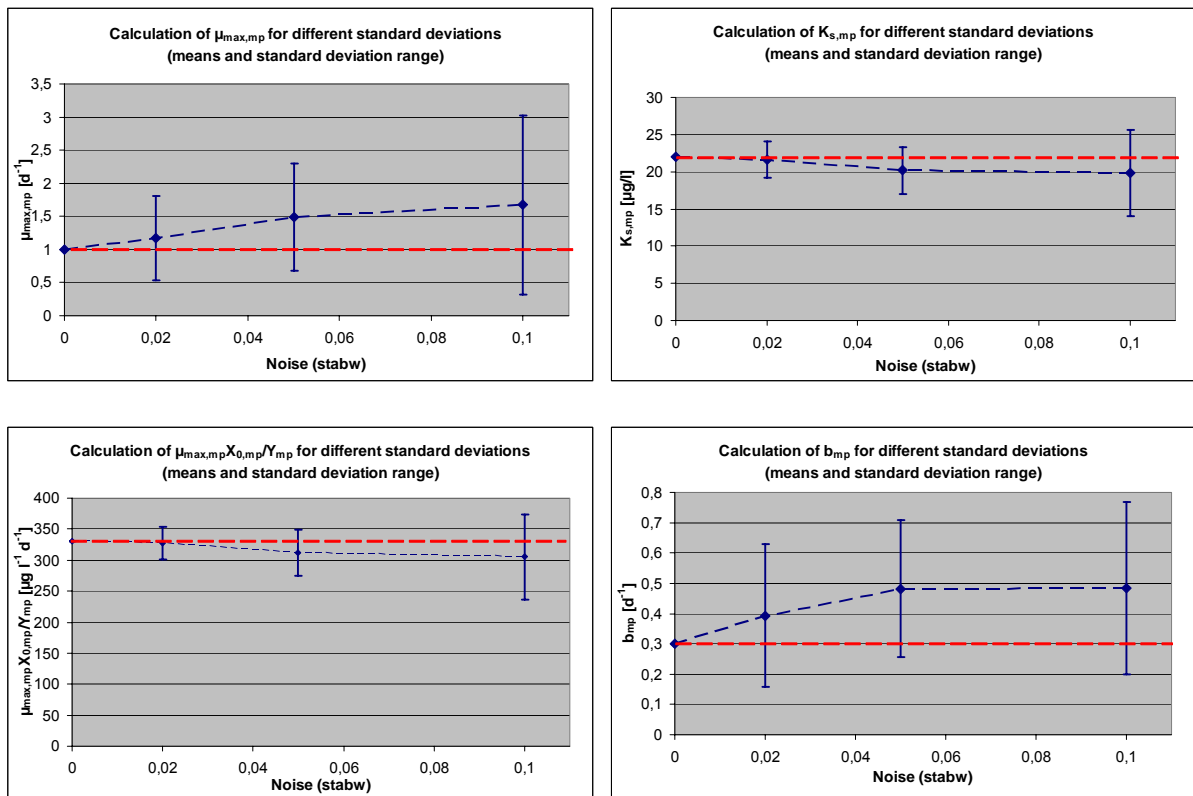 Calculation of µmax,mp for different standard deviations
(means and standard deviation range)
3,5
3
2,5
2
1,5
1
0,5
0
µmax,mp [d-1]
0 0,02 0,04 0,06 0,08 0,1
Noise (stabw)
Calculation of Ks,mp for different standard deviations
(means and standard deviation range)
30
25
20
15
10
5
0
Ks,mp [µg/l]
0 0,02 0,04 0,06 0,08 0,1
Noise (stabw)
Calculation of µmax,mpX0,mp/Ymp for different standard deviations
(means and standard deviation range)
400
350
300
250
200
150
100
50
0
µmax,mpX0,mp/Ymp [µg l-1 d-1]
0 0,02 0,04 0,06 0,08 0,1
Noise (stabw)
Calculation of bmp for different standard deviations
(means and standard deviation range)
0,8
0,7
0,6
0,5
0,4
0,3
0,2
0,1
0
bmp [d-1]
0 0,02 0,04 0,06 0,08 0,1
Noise (stabw)